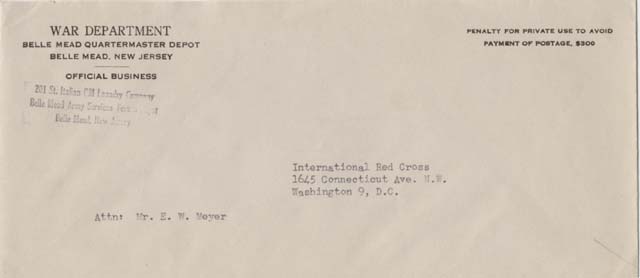 WAR DEPARTMENT
BELLE MEAD QUARTERMASTER DEPOT
BELLE MEAD, NEW JERSEY
OFFICIAL BUSINESS
PENALTY FOR PRIVATE USE TO AVOID
PAYMENT OF POSTAGE, $300
201 St. Italian QM Laundry Company
Belle Mead Army Services Forces
Belle Mead, New Jersey
International Red Cross
1645 Connecticut Ave. N.W.
Washington 9, D.C.
Attn: Mr. E. W. Meyer